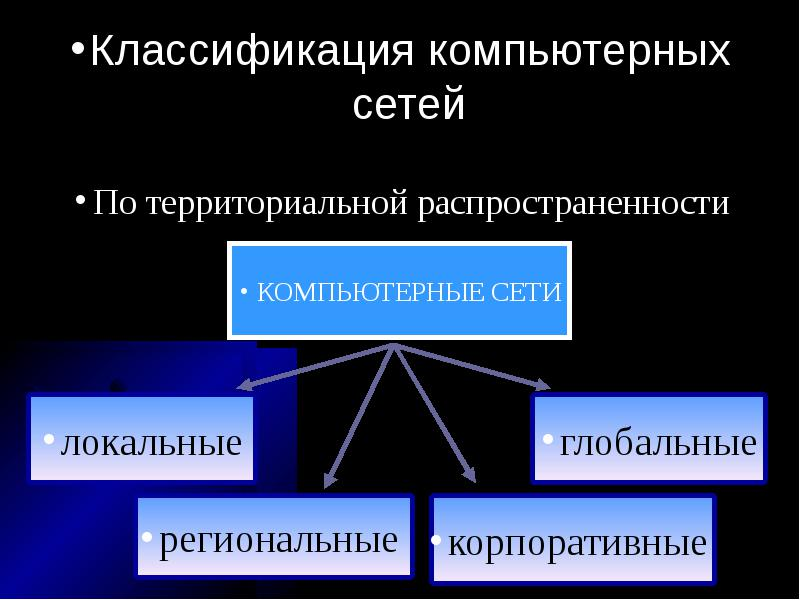 •Классификация компьютерных
сетей
• По территориальной распространенности
• КОМПЬЮТЕРНЫЕ СЕТИ
• локальные
• глобальные
• региональные
• корпоративные